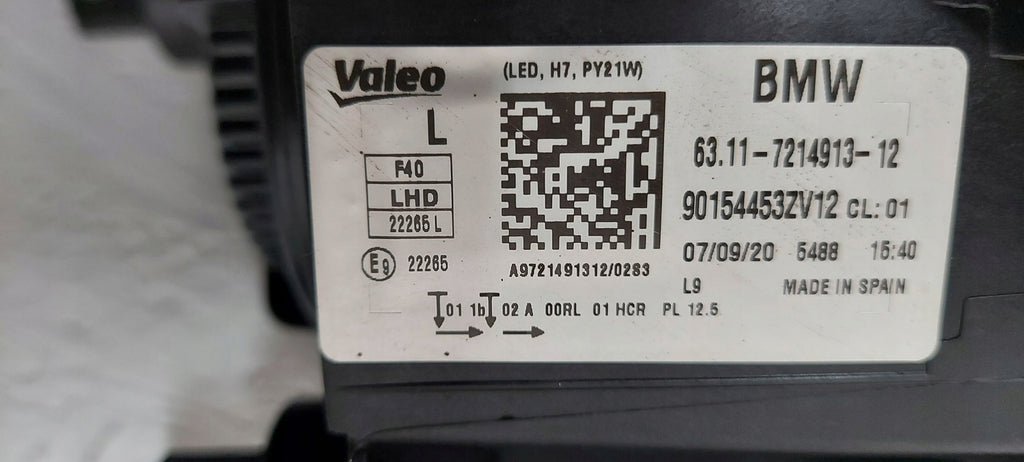 Valeo
(LED, H7, PY21W)
BMW
L
F40
LHD
22265 L
E9 22265
A9721491312/0283
63.11-7214913-12
90154453ZV12 CL: 01
07/09/20 5488 15:40
L9 MADE IN SPAIN
01 1b 02 A 00RL 01 HCR PL 12.5